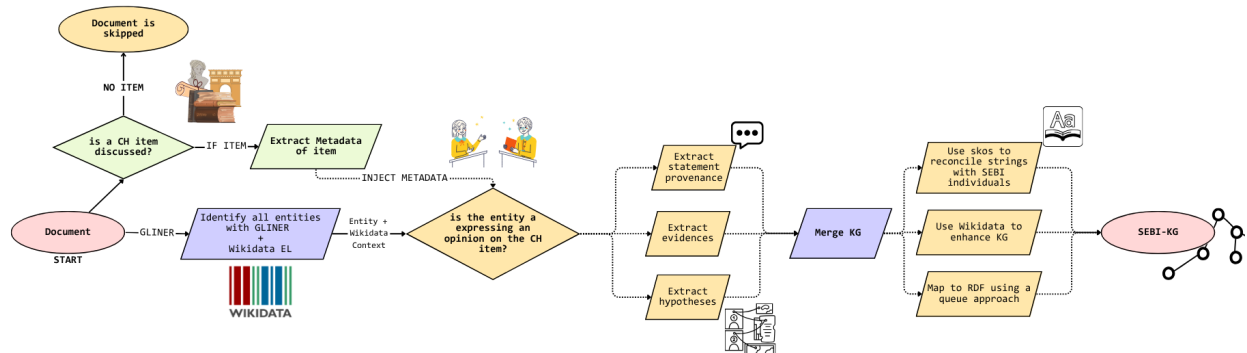 Document is
skipped
NO ITEM
is a CH item
discussed?
IF ITEM
Extract Metadata
of item
INJECT METADATA
Document
START
GLINER
Identify all entities
with GLINER
+
Wikidata EL
WIKIDATA
Entity +
Wikidata
Context
is the entity a
expressing an
opinion on the CH
item?
Extract
statement
provenance
Extract
evidences
Extract
hypotheses
Merge KG
Aa
Use skos to
reconcile strings
with SEBI
individuals
Use Wikidata to
enhance KG
Map to RDF using a
queue approach
SEBI-KG